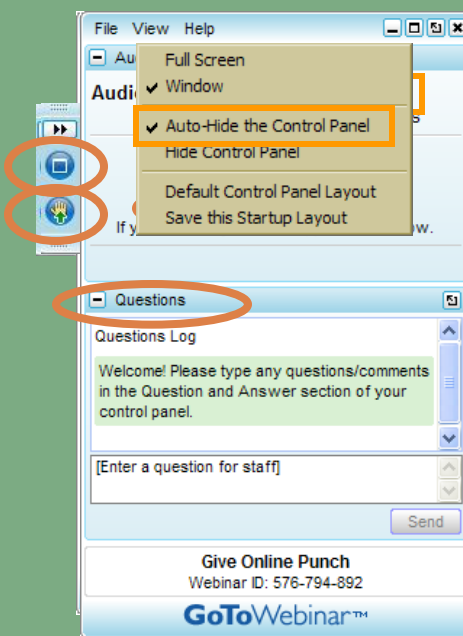 File View Help
Au
Full Screen
Window
Audi
Auto-Hide the Control Panel
Hide Control Panel
Default Control Panel Layout
Save this Startup Layout
If y
w.
Questions
Questions Log
Welcome! Please type any questions/comments
in the Question and Answer section of your
control panel.
[Enter a question for staff]
Send
Give Online Punch
Webinar ID: 576-794-892
GoToWebinar™